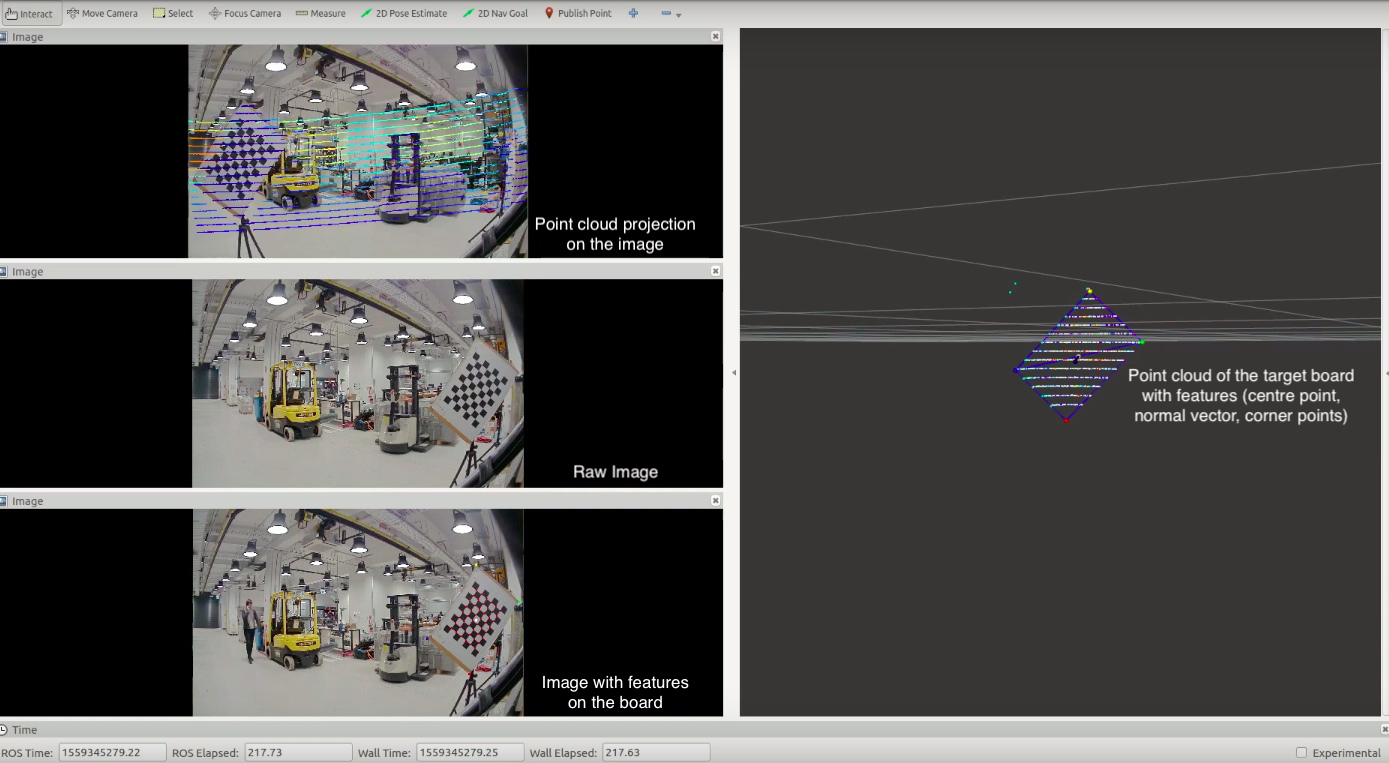 Interact Move Camera Select Focus Camera Measure 2D Pose Estimate 2D Nav Goal Publish Point
Image
Point cloud projection
on the image
Image
Raw Image
Image
Image with features
on the board
Point cloud of the target board
with features (centre point,
normal vector, corner points)
Time
ROS Time: 1559345279.22 ROS Elapsed: 217.73 Wall Time: 1559345279.25 Wall Elapsed: 217.63 Experimental